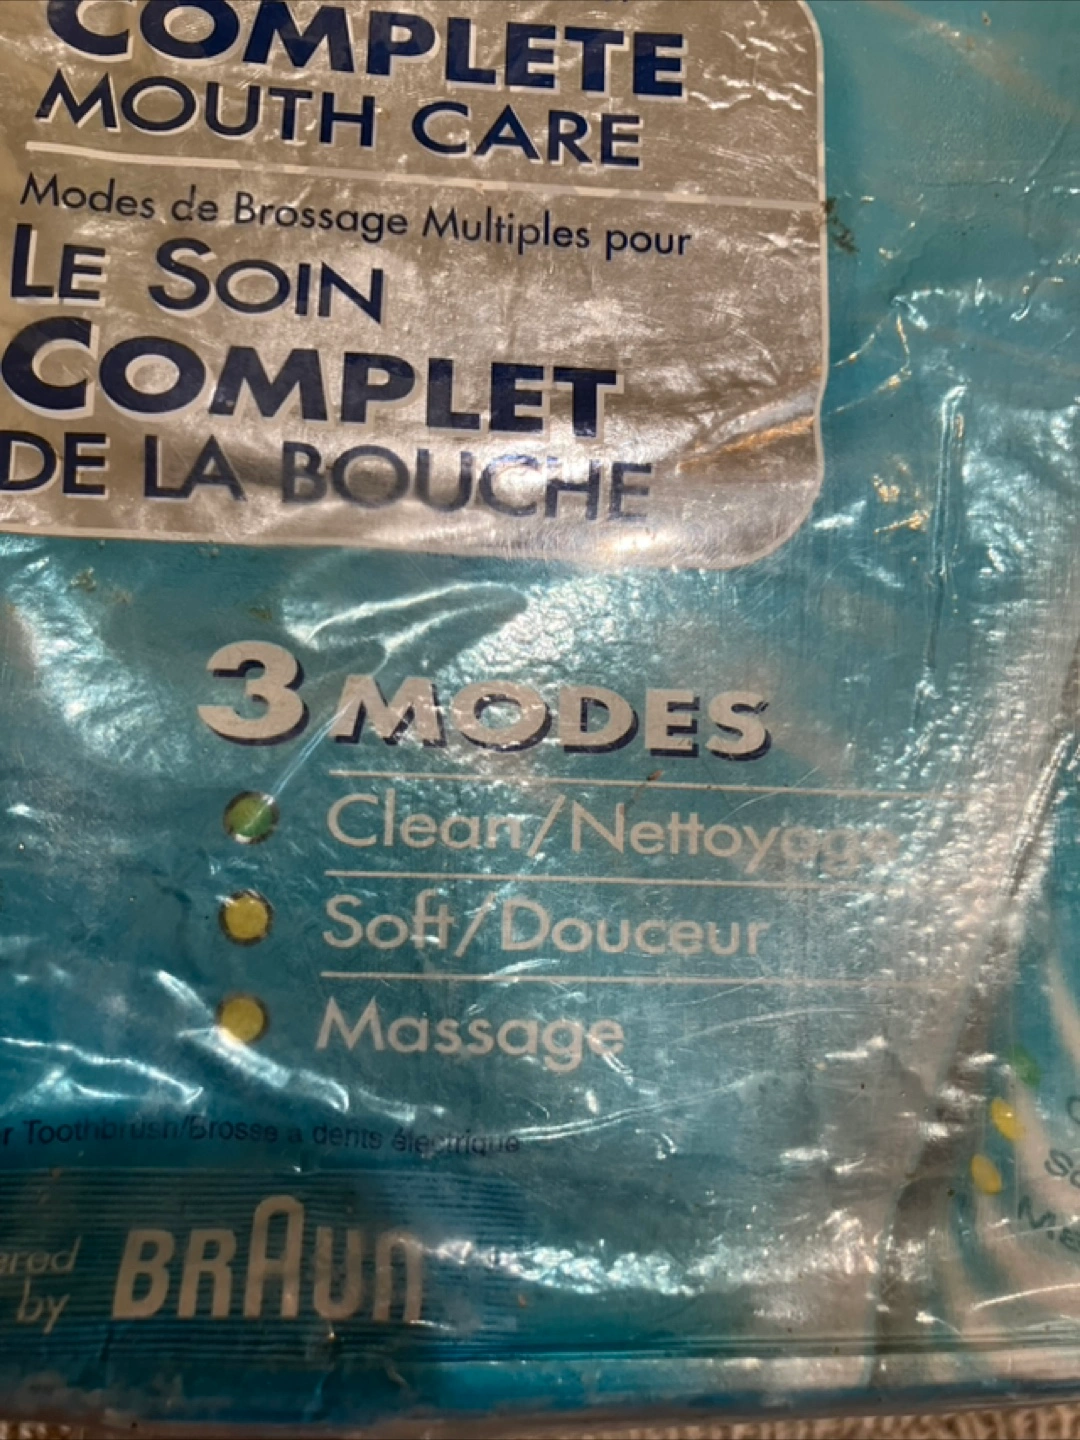 COMPLETE
MOUTH CARE
Modes de Brossage Multiples pour
LE SOIN
COMPLET
DE LA BOUCHE
3 MODES
Clean/Nettoyage
Soft/Douceur
Massage
Toothbrush/Brosse à dents électrique
by
BRAUN